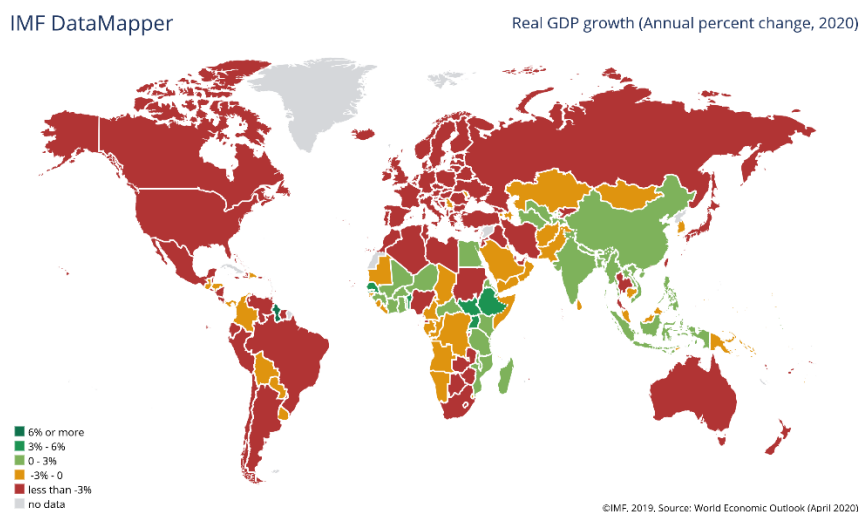 IMF DataMapper
Real GDP growth (Annual percent change, 2020)
6% or more
3% - 6%
0 - 3%
-3% - 0
less than -3%
no data
©IMF, 2019, Source: World Economic Outlook (April 2020)